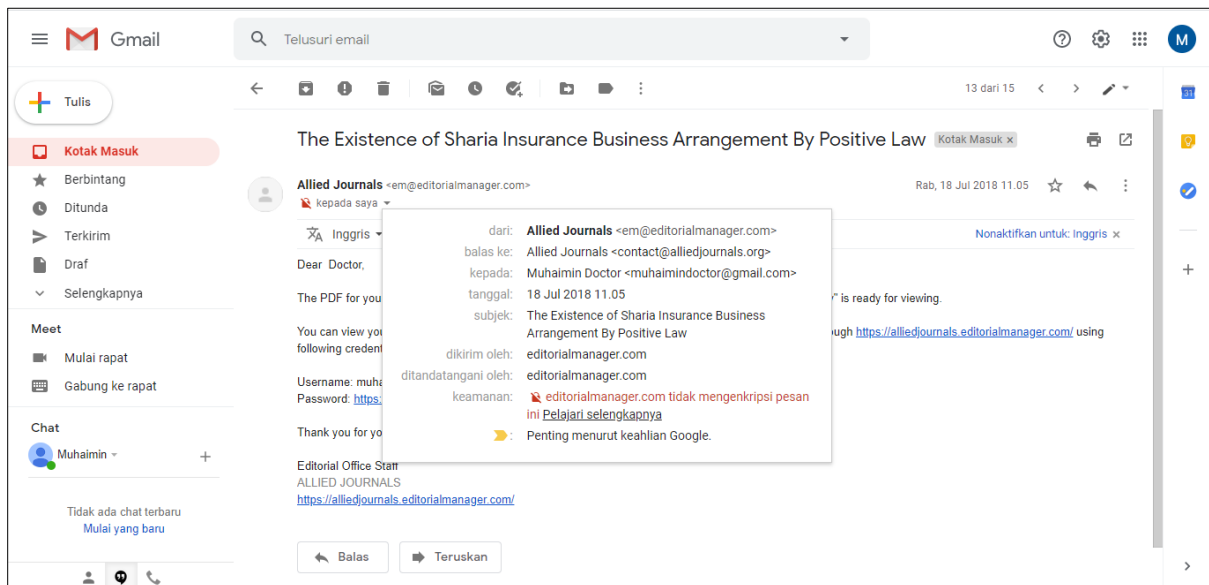 Gmail
Telusuri email
M
Tulis
13 dari 15
31
Kotak Masuk
Berbintang
Ditunda
Terkirim
Draf
Selengkapnya
Meet
Mulai rapat
Gabung ke rapat
Chat
Muhaimin
Tidak ada chat terbaru
Mulai yang baru
The Existence of Sharia Insurance Business Arrangement By Positive Law Kotak Masuk x
Allied Journals <em@editorialmanager.com>
Rab, 18 Jul 2018 11.05
kepada saya
Inggris
Nonaktifkan untuk: Inggris x
Dear Doctor,
The PDF for you
" is ready for viewing.
You can view you
ugh https://alliedjournals.editorialmanager.com/ using
following credent
Username: muha
Password: https:
Thank you for yo
Editorial Office Staff
ALLIED JOURNALS
https://alliedjournals.editorialmanager.com/
dari: Allied Journals <em@editorialmanager.com>
balas ke: Allied Journals <contact@alliedjournals.org>
kepada: Muhaimin Doctor <muhaimindoctor@gmail.com>
tanggal: 18 Jul 2018 11.05
subjek: The Existence of Sharia Insurance Business
Arrangement By Positive Law
dikirim oleh: editorialmanager.com
ditandatangani oleh: editorialmanager.com
keamanan: editorialmanager.com tidak mengenkripsi pesan
ini Pelajari selengkapnya
: Penting menurut keahlian Google.
Balas
Teruskan